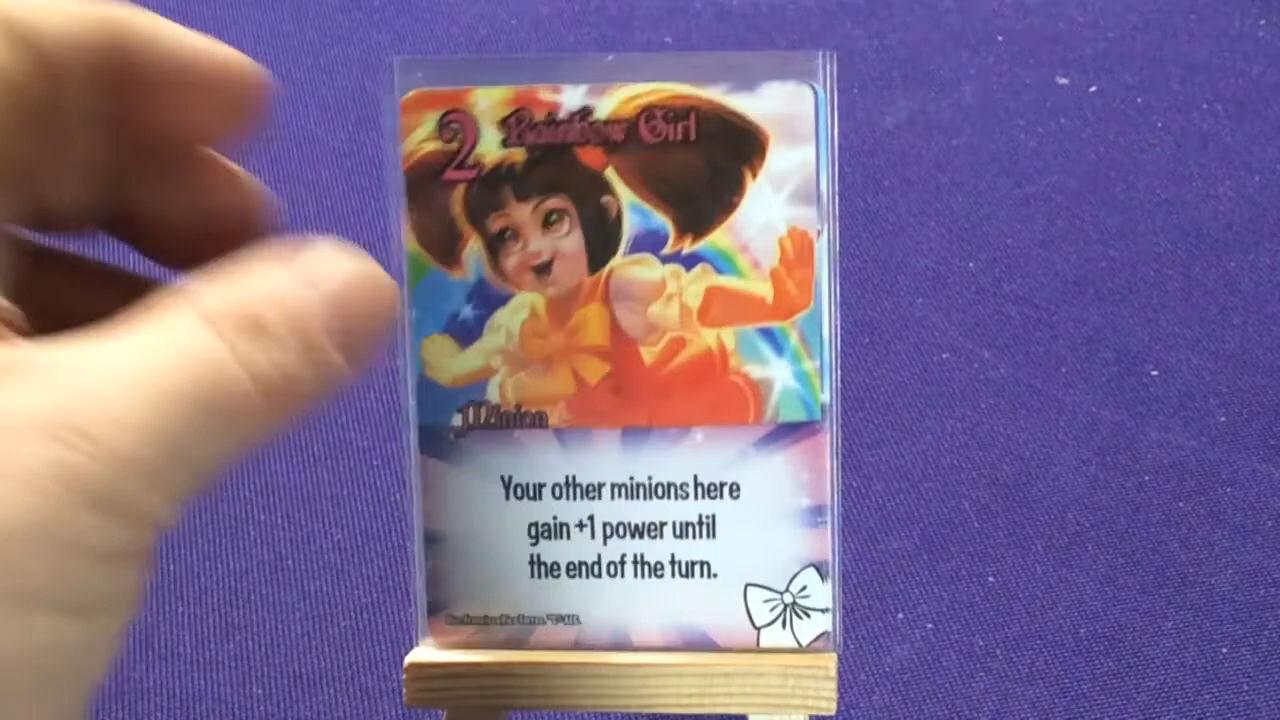 2 Rainbow Girl
Minion
Your other minions here
gain +1 power until
the end of the turn.